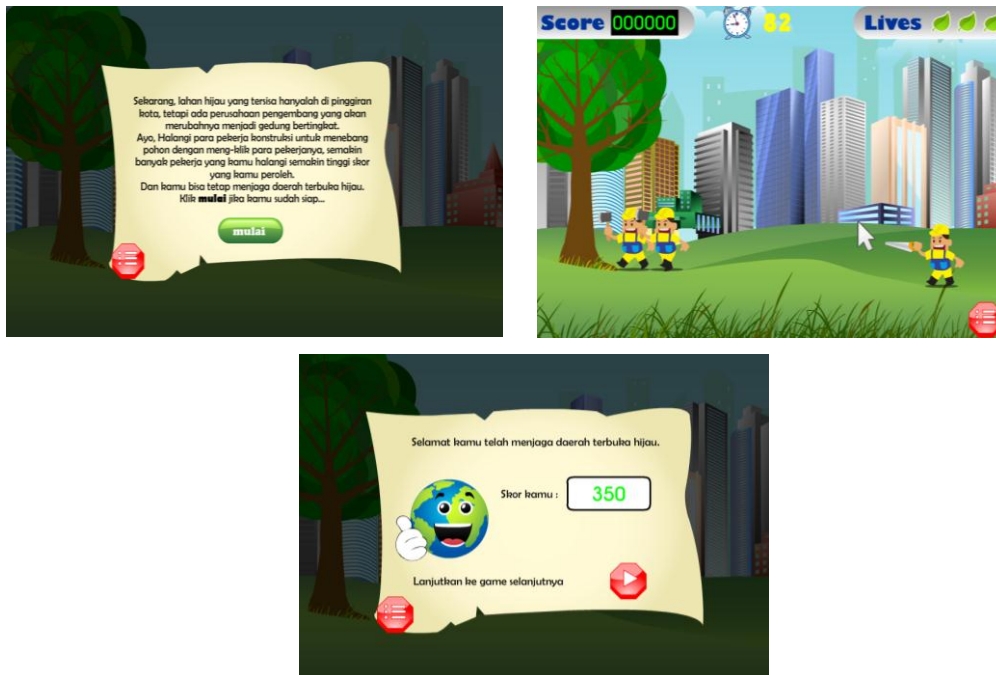 Sekarang, lahan hijau yang tersisa hanyalah di pinggiran
kota, tetapi ada perusahaan pengembang yang akan
merubahnya menjadi gedung bertingkat.
Ayo, Halangi para pekerja konstruksi untuk menebang
pohon dengan meng-klik para pekerjanya, semakin
banyak pekerja yang kamu halangi semakin tinggi skor
yang kamu peroleh.
Dan kamu bisa tetap menjaga daerah terbuka hijau.
Klik mulai jika kamu sudah siap...
mulai
Score 000000 82 Lives
Selamat kamu telah menjaga daerah terbuka hijau.
Skor kamu : 350
Lanjutkan ke game selanjutnya